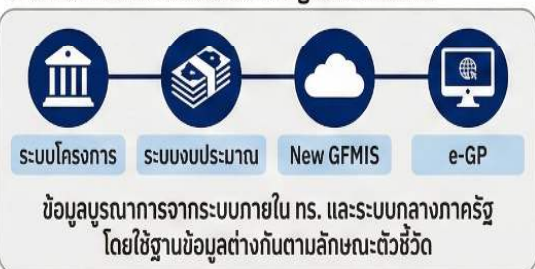 ระบบโครงการ
ระบบงบประมาณ
New GFMIS
e-GP
ข้อมูลบูรณาการจากระบบภายใน ทร. และระบบกลางภาครัฐ
โดยใช้ฐานข้อมูลต่างกันตามลักษณะตัวชี้วัด